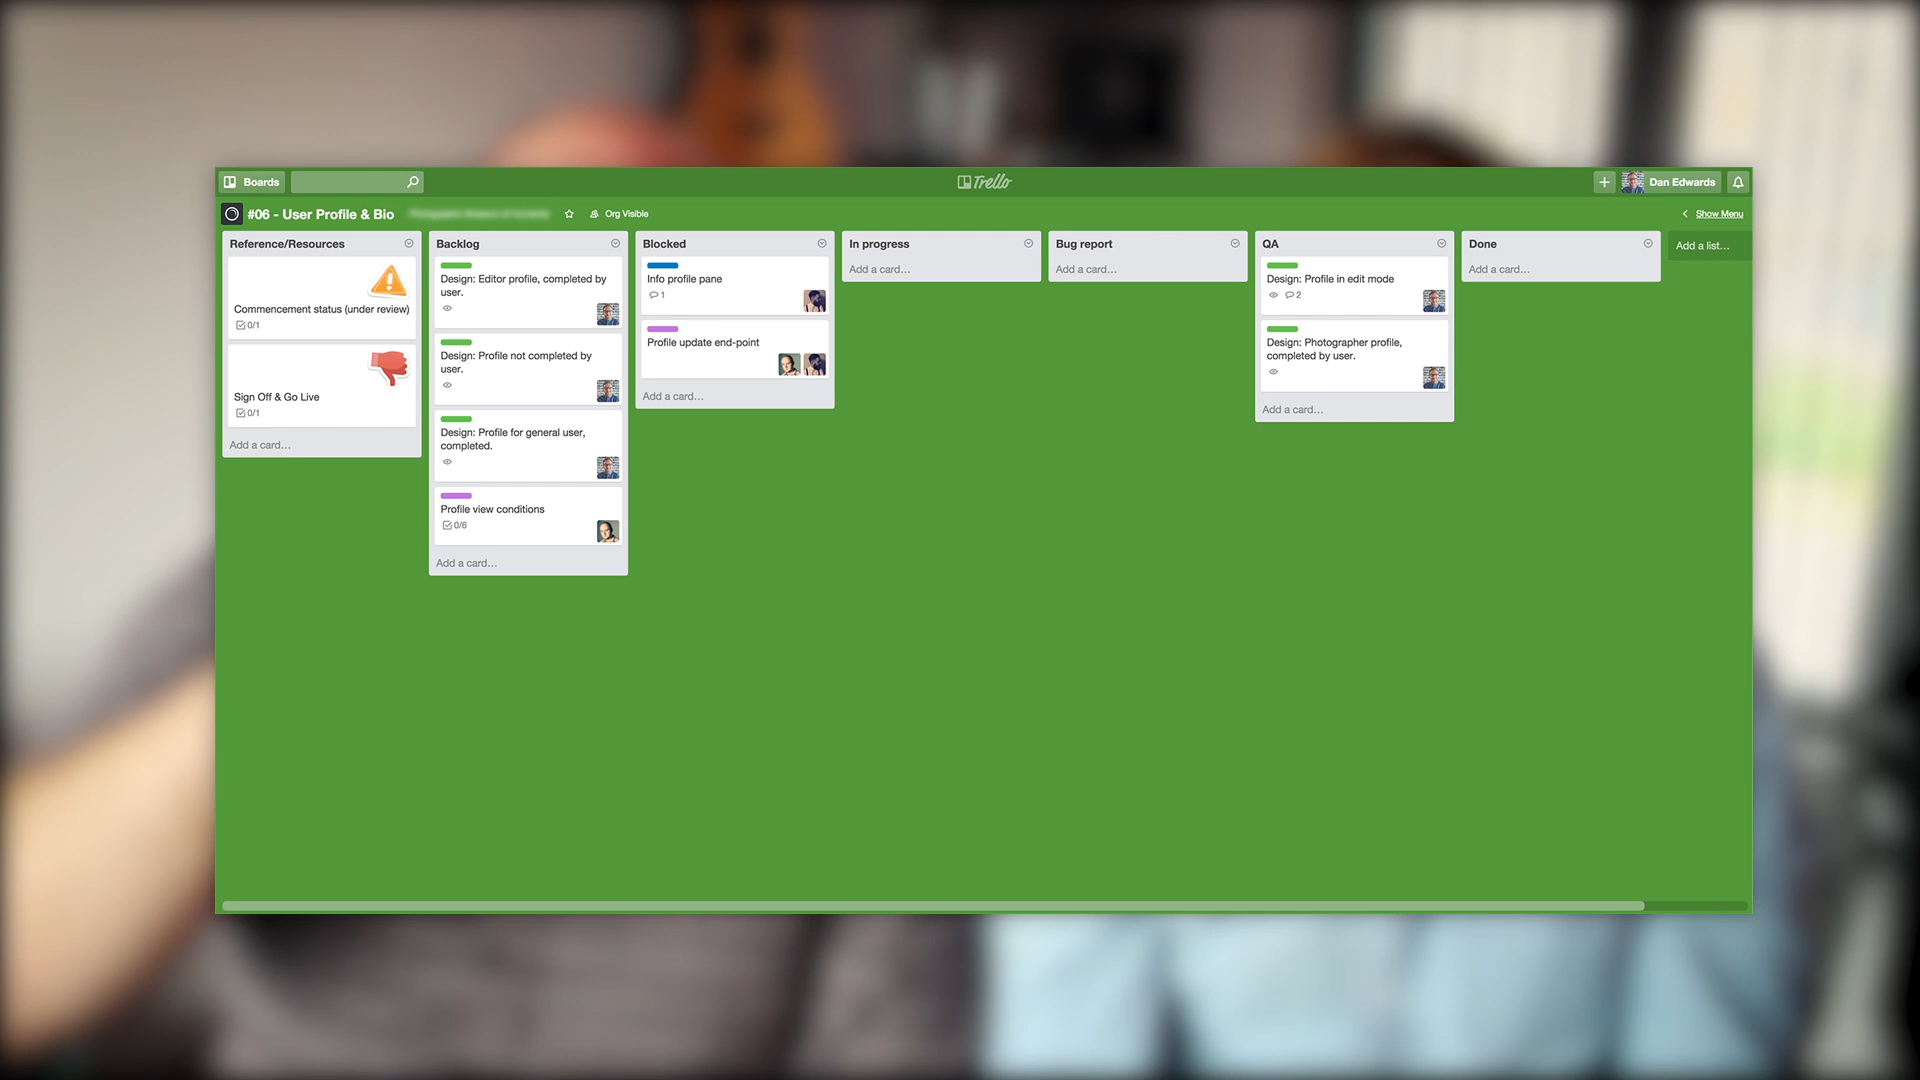 Boards
Trello
Dan Edwards
#06 - User Profile & Bio
Org Visible
Show Menu
Reference/Resources
Commencement status (under review)
0/1
Sign Off & Go Live
0/1
Add a card…
Backlog
Design: Editor profile, completed by
user.
Design: Profile not completed by
user.
Design: Profile for general user,
completed.
Profile view conditions
0/6
Add a card…
Blocked
Info profile pane
1
Profile update end-point
Add a card…
In progress
Add a card…
Bug report
Add a card…
QA
Design: Profile in edit mode
2
Design: Photographer profile,
completed by user.
Add a card…
Done
Add a card…
Add a list…